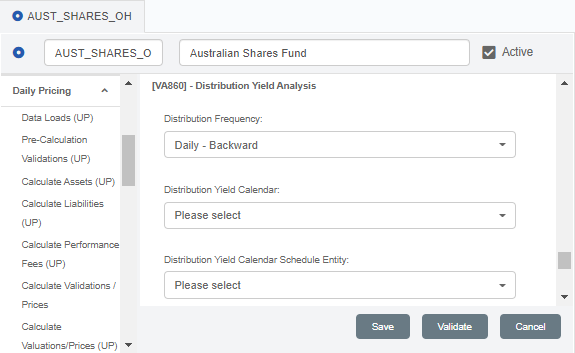 AUST_SHARES_OH
AUST_SHARES_O
Australian Shares Fund
Active
Daily Pricing
Data Loads (UP)
Pre-Calculation
Validations (UP)
Calculate Assets (UP)
Calculate Liabilities
(UP)
Calculate Performance
Fees (UP)
Calculate Validations /
Prices
Calculate
Valuations/Prices (UP)
[VA860] - Distribution Yield Analysis
Distribution Frequency:
Daily - Backward
Distribution Yield Calendar:
Please select
Distribution Yield Calendar Schedule Entity:
Please select
Save
Validate
Cancel